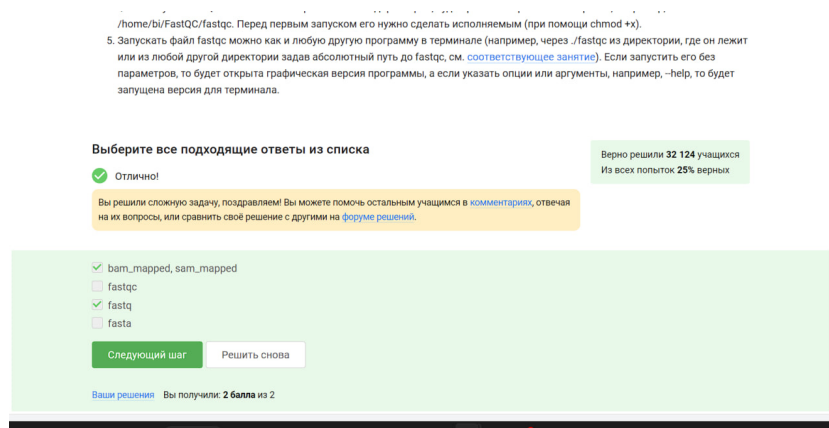 /home/bi/FastQC/fastqc. Перед первым запуском его нужно сделать исполняемым (при помощи chmod +x).
5. Запускать файл fastqc можно как и любую другую программу в терминале (например, через ./fastqc из директории, где он лежит
или из любой другой директории задав абсолютный путь до fastqc, см. соответствующее занятие). Если запустить его без
параметров, то будет открыта графическая версия программы, а если указать опции или аргументы, например, --help, то будет
запущена версия для терминала.
Выберите все подходящие ответы из списка
Верно решили 32 124 учащихся
Из всех попыток 25% верных
Отлично!
Вы решили сложную задачу, поздравляем! Вы можете помочь остальным учащимся в комментариях, отвечая
на их вопросы, или сравнить своё решение с другими на форуме решений.
bam_mapped, sam_mapped
fastqc
fastq
fasta
Следующий шаг
Решить снова
Ваши решения Вы получили: 2 балла из 2